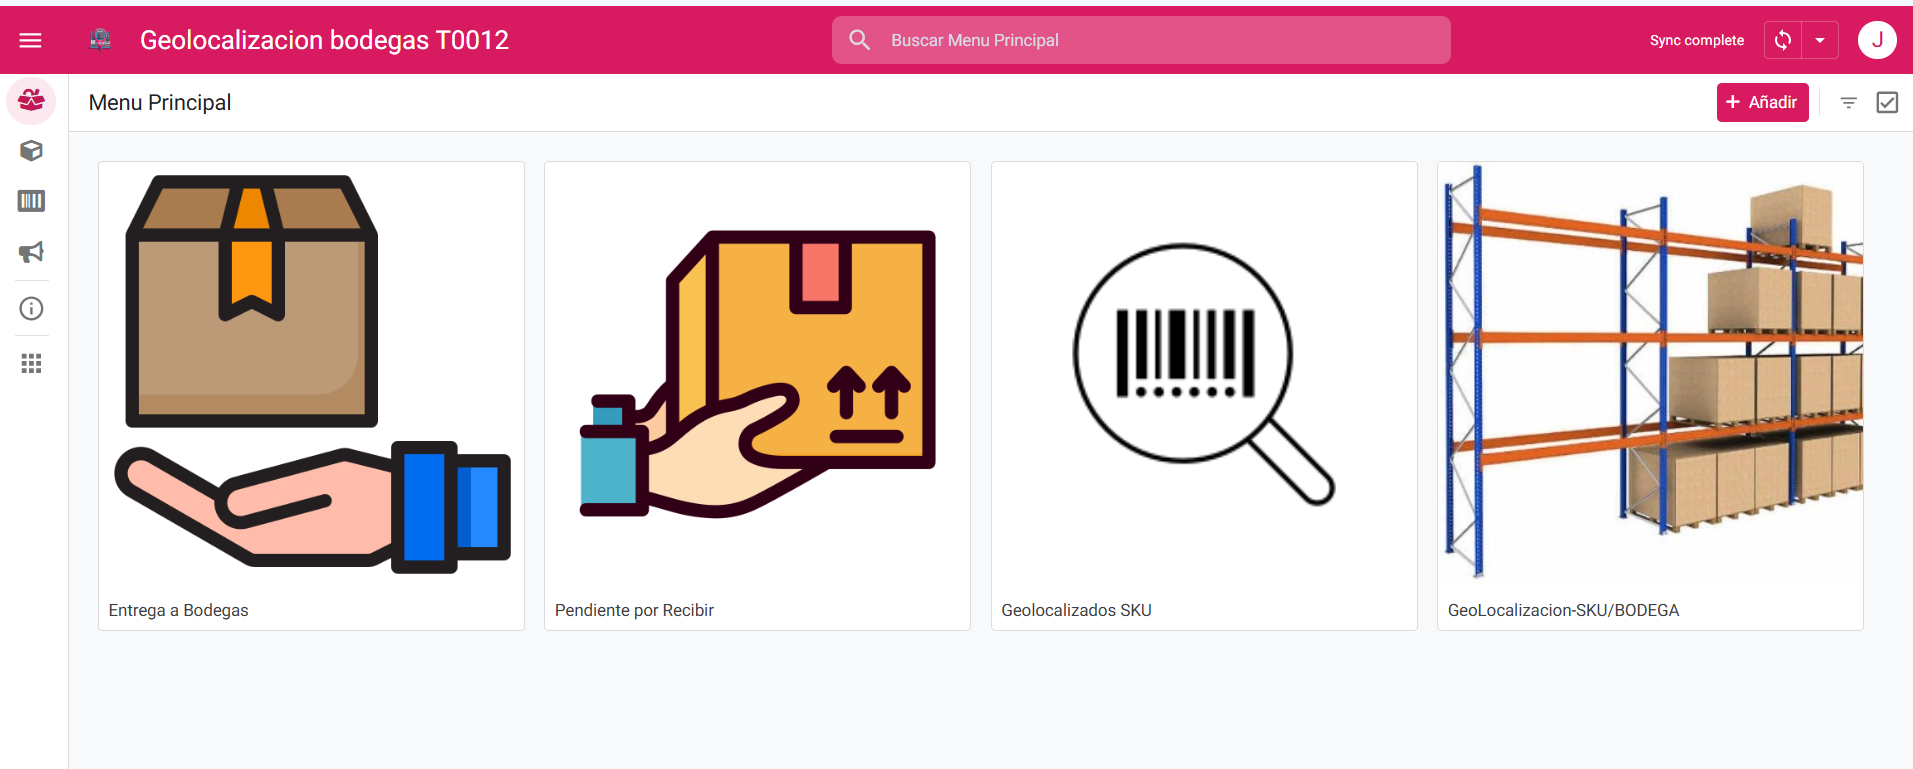 Geolocalizacion bodegas T0012
Buscar Menu Principal
Sync complete
J
Menu Principal
Añadir
Entrega a Bodegas
Pendiente por Recibir
Geolocalizados SKU
GeoLocalizacion-SKU/BODEGA